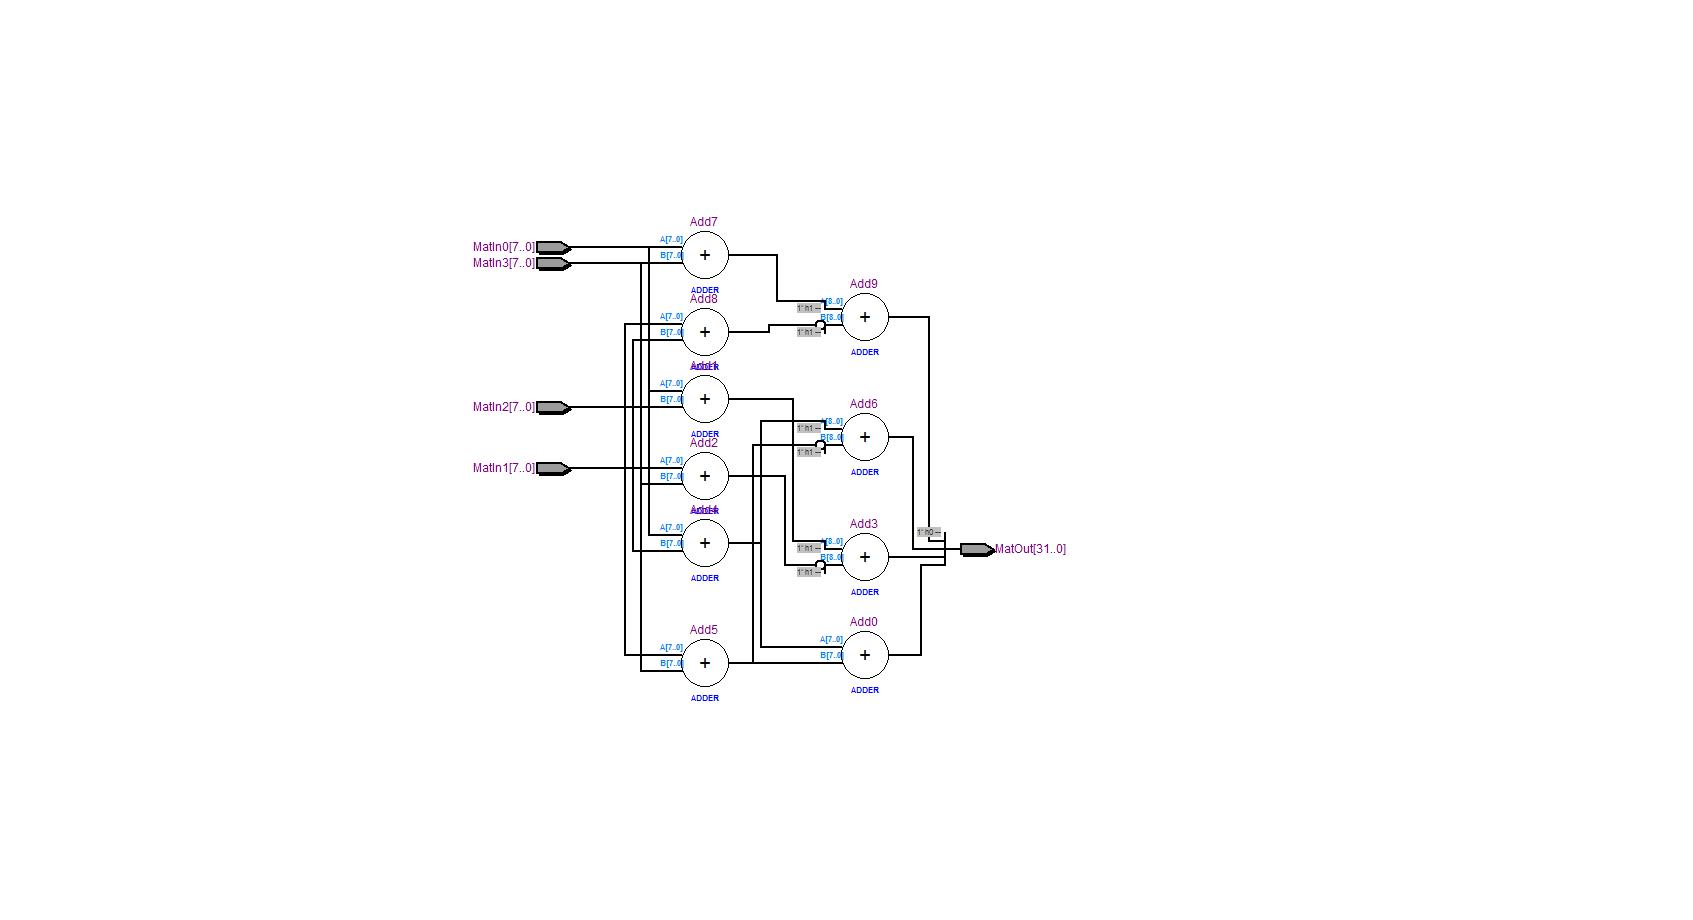 Add7
MatIn0[7..0]
A[7..0]
MatIn3[7..0]
B[7..0]
+
ADDER
Add8
A[7..0]
B[7..0]
+
ADDER
Add9
A[8..0]
1' h1
B[8..0]
1' h1
+
ADDER
A[7..0]
MatIn2[7..0]
B[7..0]
+
ADDER
Add6
A[8..0]
1' h1
B[8..0]
1' h1
+
ADDER
Add2
MatIn1[7..0]
A[7..0]
B[7..0]
+
ADDER
A[7..0]
B[7..0]
+
ADDER
Add3
A[8..0]
1' h1
B[8..0]
1' h1
+
ADDER
1' h0
MatOut[31..0]
Add5
A[7..0]
B[7..0]
+
ADDER
Add0
A[7..0]
B[7..0]
+
ADDER